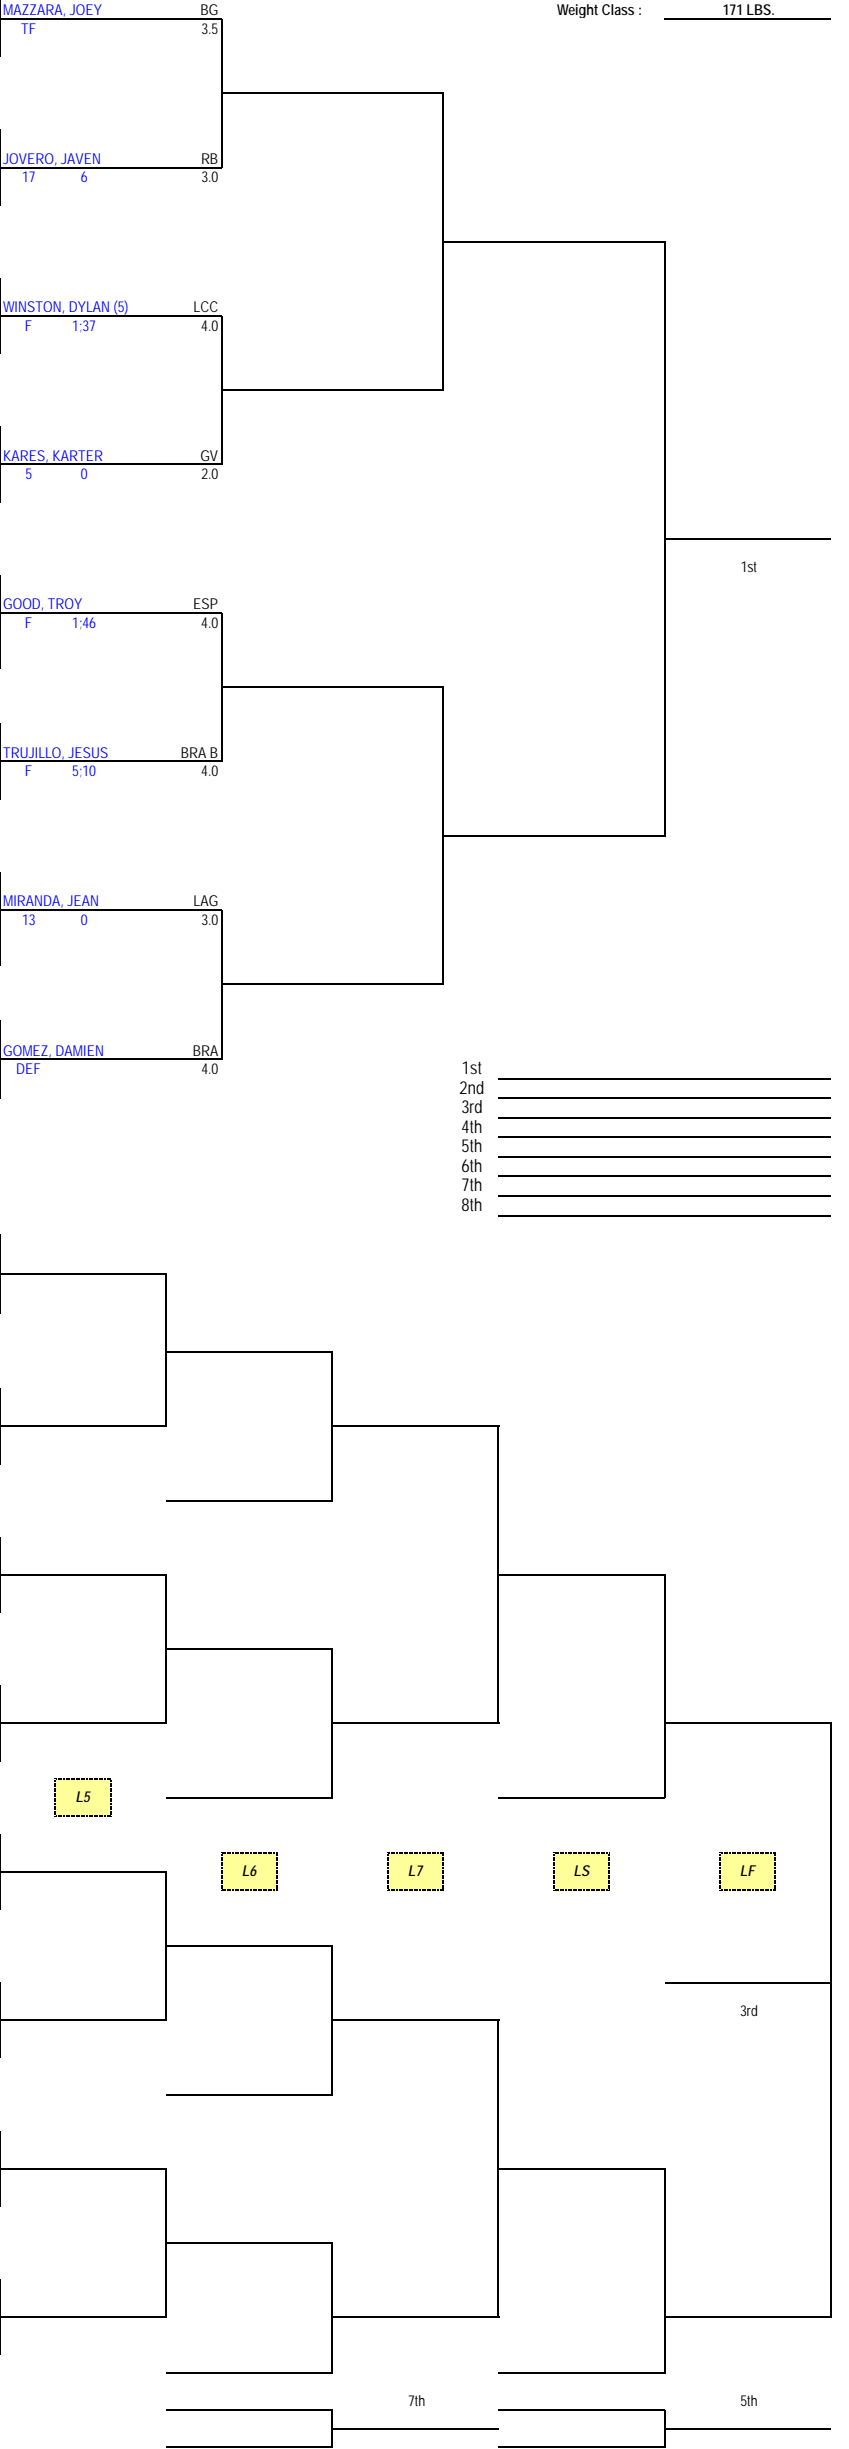 MAZZARA, JOEY BG Weight Class : 171 LBS.
TF 3.5
JOVERO, JAVEN RB
17 6 3.0
WINSTON, DYLAN (5) LCC
F 1;37 4.0
KARES, KARTER GV
5 0 2.0
1st
GOOD, TROY ESP
F 1;46 4.0
TRUJILLO, JESUS BRA B
F 5;10 4.0
MIRANDA, JEAN LAG
13 0 3.0
GOMEZ, DAMIEN BRA
DEF 4.0
1st
2nd
3rd
4th
5th
6th
7th
8th
L5
L6 L7 LS LF
3rd
7th 5th